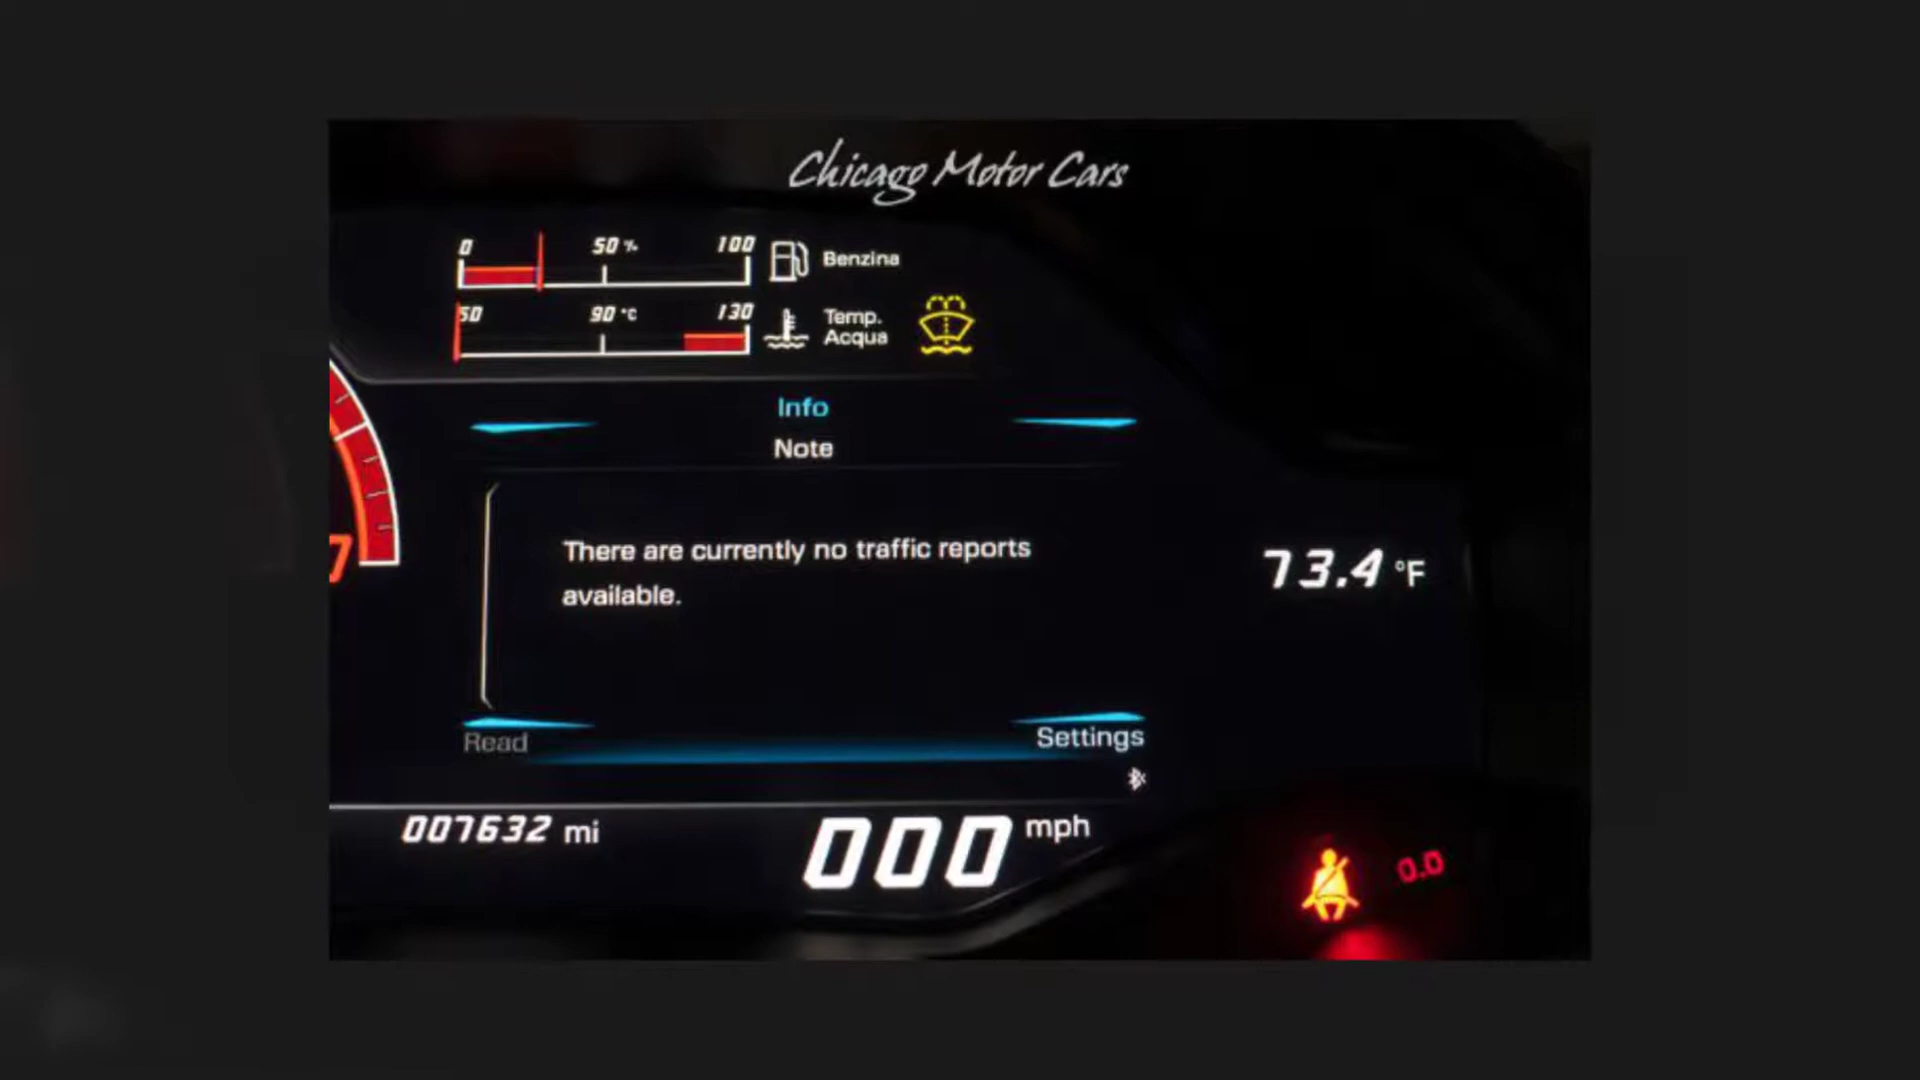 Chicago Motor Cars
0 50 % 100 Benzina
50 90 °C 130 Temp.
Acqua
Info
Note
There are currently no traffic reports
available.
73.4 °F
Read Settings
007632 mi 000 mph
0.0
7